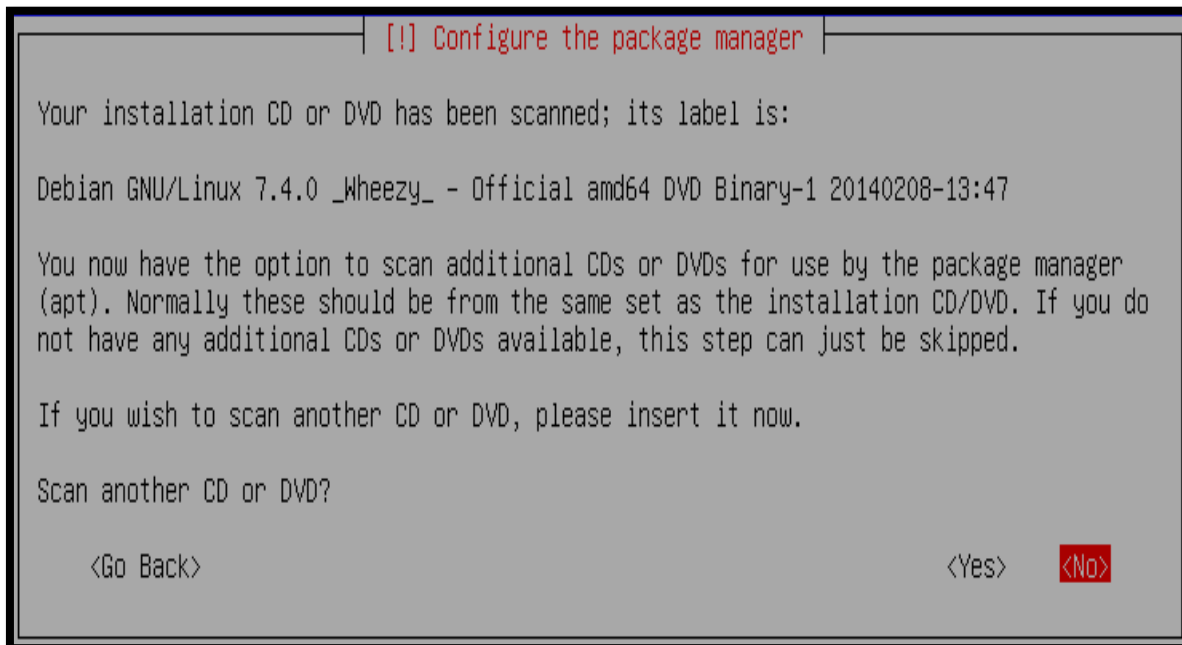 [!] Configure the package manager
Your installation CD or DVD has been scanned; its label is:
Debian GNU/Linux 7.4.0 _Wheezy_ - Official amd64 DVD Binary-1 20140208-13:47
You now have the option to scan additional CDs or DVDs for use by the package manager
(apt). Normally these should be from the same set as the installation CD/DVD. If you do
not have any additional CDs or DVDs available, this step can just be skipped.
If you wish to scan another CD or DVD, please insert it now.
Scan another CD or DVD?
<Go Back> <Yes> <No>